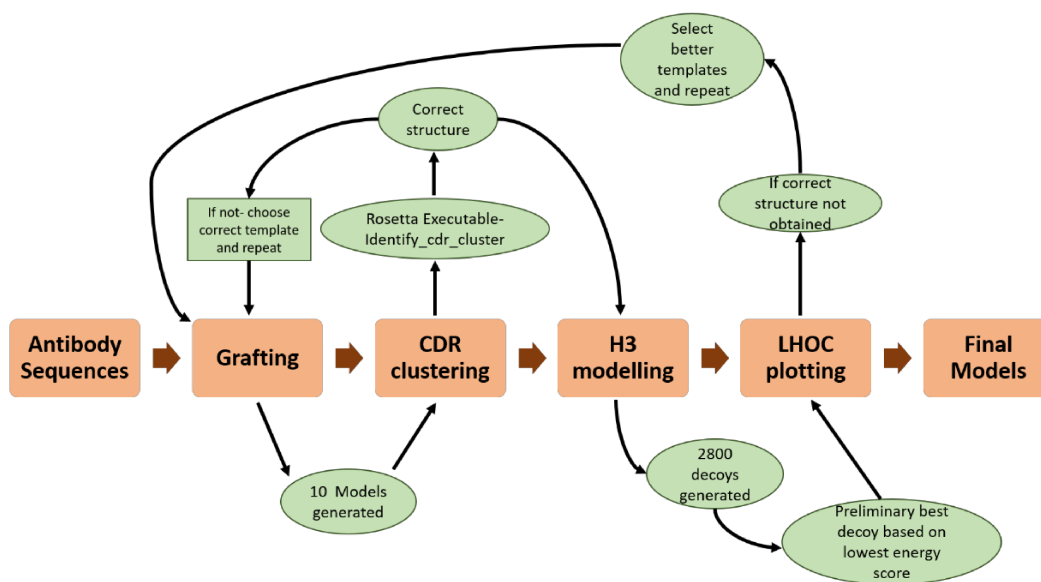 Select
better
templates
and repeat
Correct
structure
If not- choose
correct template
and repeat
Rosetta Executable-
Identify_cdr_cluster
If correct
structure not
obtained
Antibody
Sequences
Grafting
CDR
clustering
H3
modelling
LHOC
plotting
Final
Models
10 Models
generated
2800
decoys
generated
Preliminary best
decoy based on
lowest energy
score